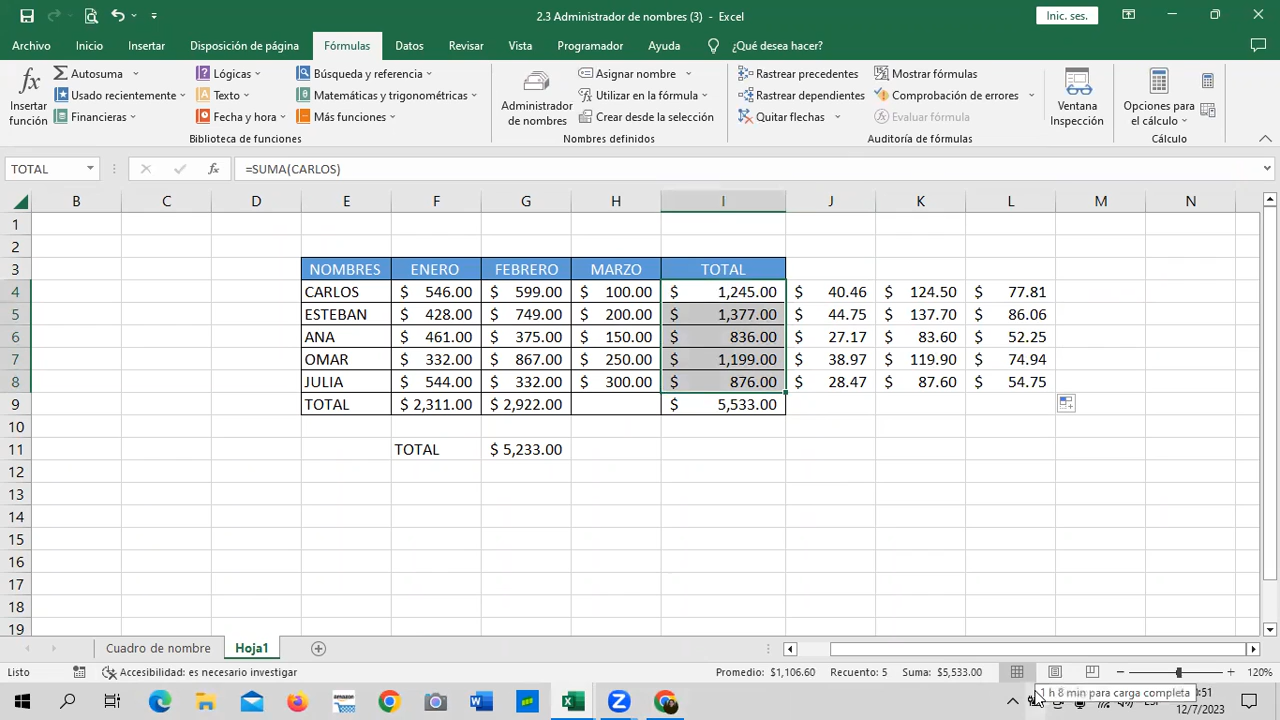 2.3 Administrador de nombres (3) - Excel
Inic. ses.
Archivo Inicio Insertar Disposición de página Fórmulas Datos Revisar Vista Programador Ayuda ¿Qué desea hacer?
Insertar función
Autosuma
Usado recientemente
Financieras
Lógicas
Texto
Fecha y hora
Búsqueda y referencia
Matemáticas y trigonométricas
Más funciones
Biblioteca de funciones
Administrador de nombres
Asignar nombre
Utilizar en la fórmula
Crear desde la selección
Nombres definidos
Rastrear precedentes
Rastrear dependientes
Quitar flechas
Mostrar fórmulas
Comprobación de errores
Evaluar fórmula
Auditoría de fórmulas
Ventana Inspección
Opciones para el cálculo
Cálculo
TOTAL fx =SUMA(CARLOS)
B C D E F G H I J K L M N
1
2
3 NOMBRES ENERO FEBRERO MARZO TOTAL
4 CARLOS $ 546.00 $ 599.00 $ 100.00 $ 1,245.00 $ 40.46 $ 124.50 $ 77.81
5 ESTEBAN $ 428.00 $ 749.00 $ 200.00 $ 1,377.00 $ 44.75 $ 137.70 $ 86.06
6 ANA $ 461.00 $ 375.00 $ 150.00 $ 836.00 $ 27.17 $ 83.60 $ 52.25
7 OMAR $ 332.00 $ 867.00 $ 250.00 $ 1,199.00 $ 38.97 $ 119.90 $ 74.94
8 JULIA $ 544.00 $ 332.00 $ 300.00 $ 876.00 $ 28.47 $ 87.60 $ 54.75
9 TOTAL $ 2,311.00 $ 2,922.00 $ 5,533.00
10
11 TOTAL $ 5,233.00
12
13
14
15
16
17
18
19
Cuadro de nombre Hoja1
Listo Accesibilidad: es necesario investigar Promedio: $1,106.60 Recuento: 5 Suma: $5,533.00 120%
h 8 min para carga completa
:51
12/7/2023